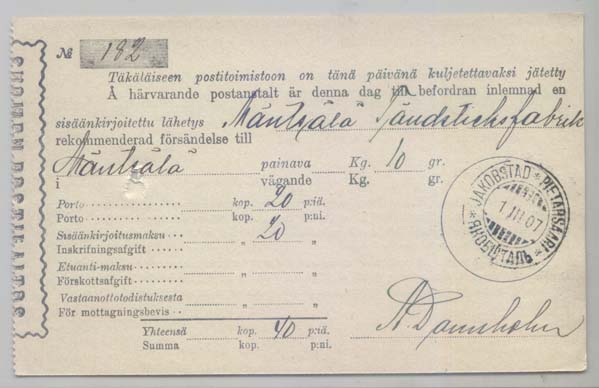 № 182
Täkäläiseen postitoimistoon on tänä päivänä kuljetettavaksi jätetty
Å härvarande postanstalt är denna dag till befordran inlemnad en
sisäänkirjoitettu lähetys Mäntsälä Tändsticksfabrik
rekommenderad försändelse till
Mäntsälä painava Kg. 10 gr.
i vägande Kg. gr.
Porto kop. 20 p:iä.
Porto kop. p:ni.
Sisäänkirjoitusmaksu „ 20 „
Inskrifningsafgift „ „
Etuanti-maksu „ „
Förskottsafgift „ „
Vastaanottotodistuksesta „ „
För mottagningsbevis „ „
Yhteensä kop. 40 p:iä.
Summa kop. p:ni.
JAKOBSTAD * PIETARSAARI * ЯКОБШТАДЪ *
1.III.07